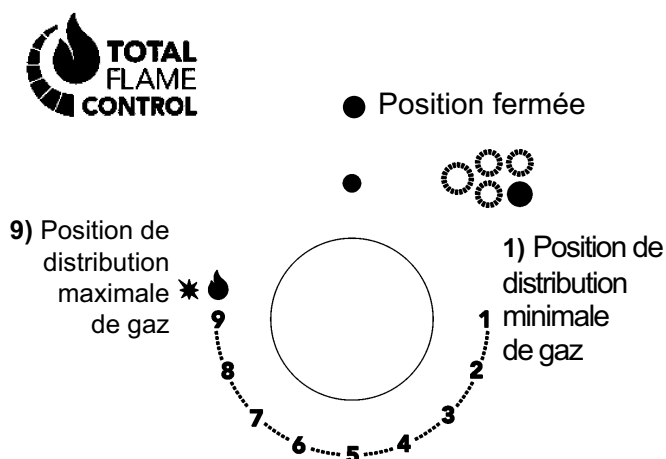 TOTAL
FLAME
CONTROL
● Position fermée
9) Position de
distribution
maximale
de gaz
1) Position de
distribution
minimale
de gaz
9
8
7
6
5
4
3
2
1